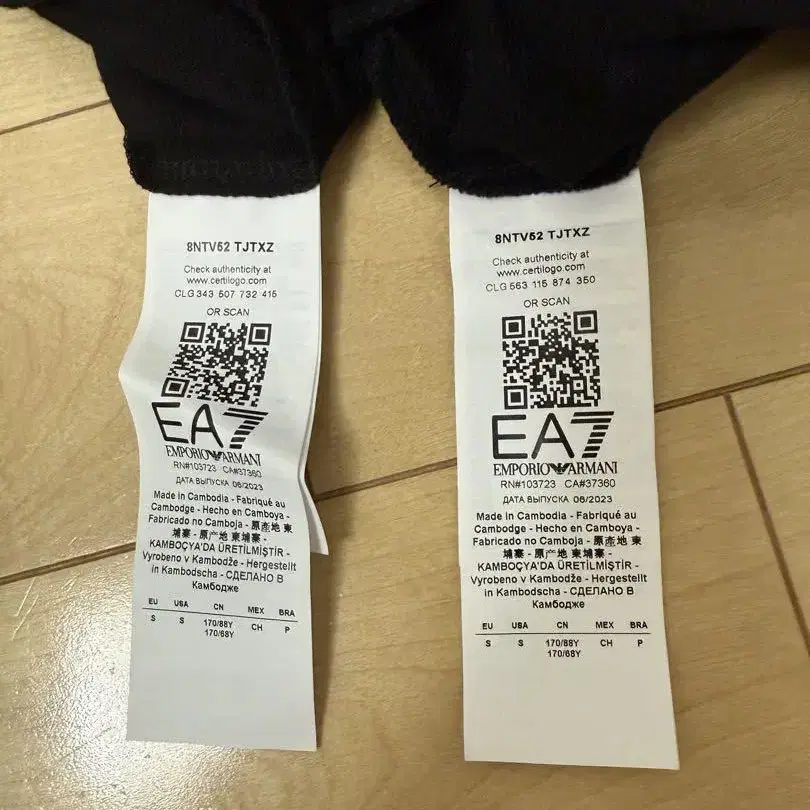 8NTV52 TJTXZ
Check authenticity at
www.certilogo.com
CLG 343 507 732 415
OR SCAN
EA7
EMPORIO ARMANI
RN#103723 CA#37360
ДАТА ВЫПУСКА 06/2023
Made in Cambodia - Fabriqué au
Cambodge - Hecho en Camboya -
Fabricado no Camboja - 原產地 東
埔寨 - 原产地 東埔寨 -
KAMBOÇYA'DA ÜRETİLMİŞTİR -
Vyrobeno v Kambodže - Hergestellt
in Kambodscha - СДЕЛАНО В
Камбодже
EU USA CN MEX BRA
S S 170/88Y CH P
170/68Y
8NTV52 TJTXZ
Check authenticity at
www.certilogo.com
CLG 563 115 874 350
OR SCAN
EA7
EMPORIO ARMANI
RN#103723 CA#37360
ДАТА ВЫПУСКА 06/2023
Made in Cambodia - Fabriqué au
Cambodge - Hecho en Camboya -
Fabricado no Camboja - 原產地 東
埔寨 - 原产地 東埔寨 -
KAMBOÇYA'DA ÜRETİLMİŞTİR -
Vyrobeno v Kambodže - Hergestellt
in Kambodscha - СДЕЛАНО В
Камбодже
EU USA CN MEX BRA
S S 170/88Y CH P
170/68Y